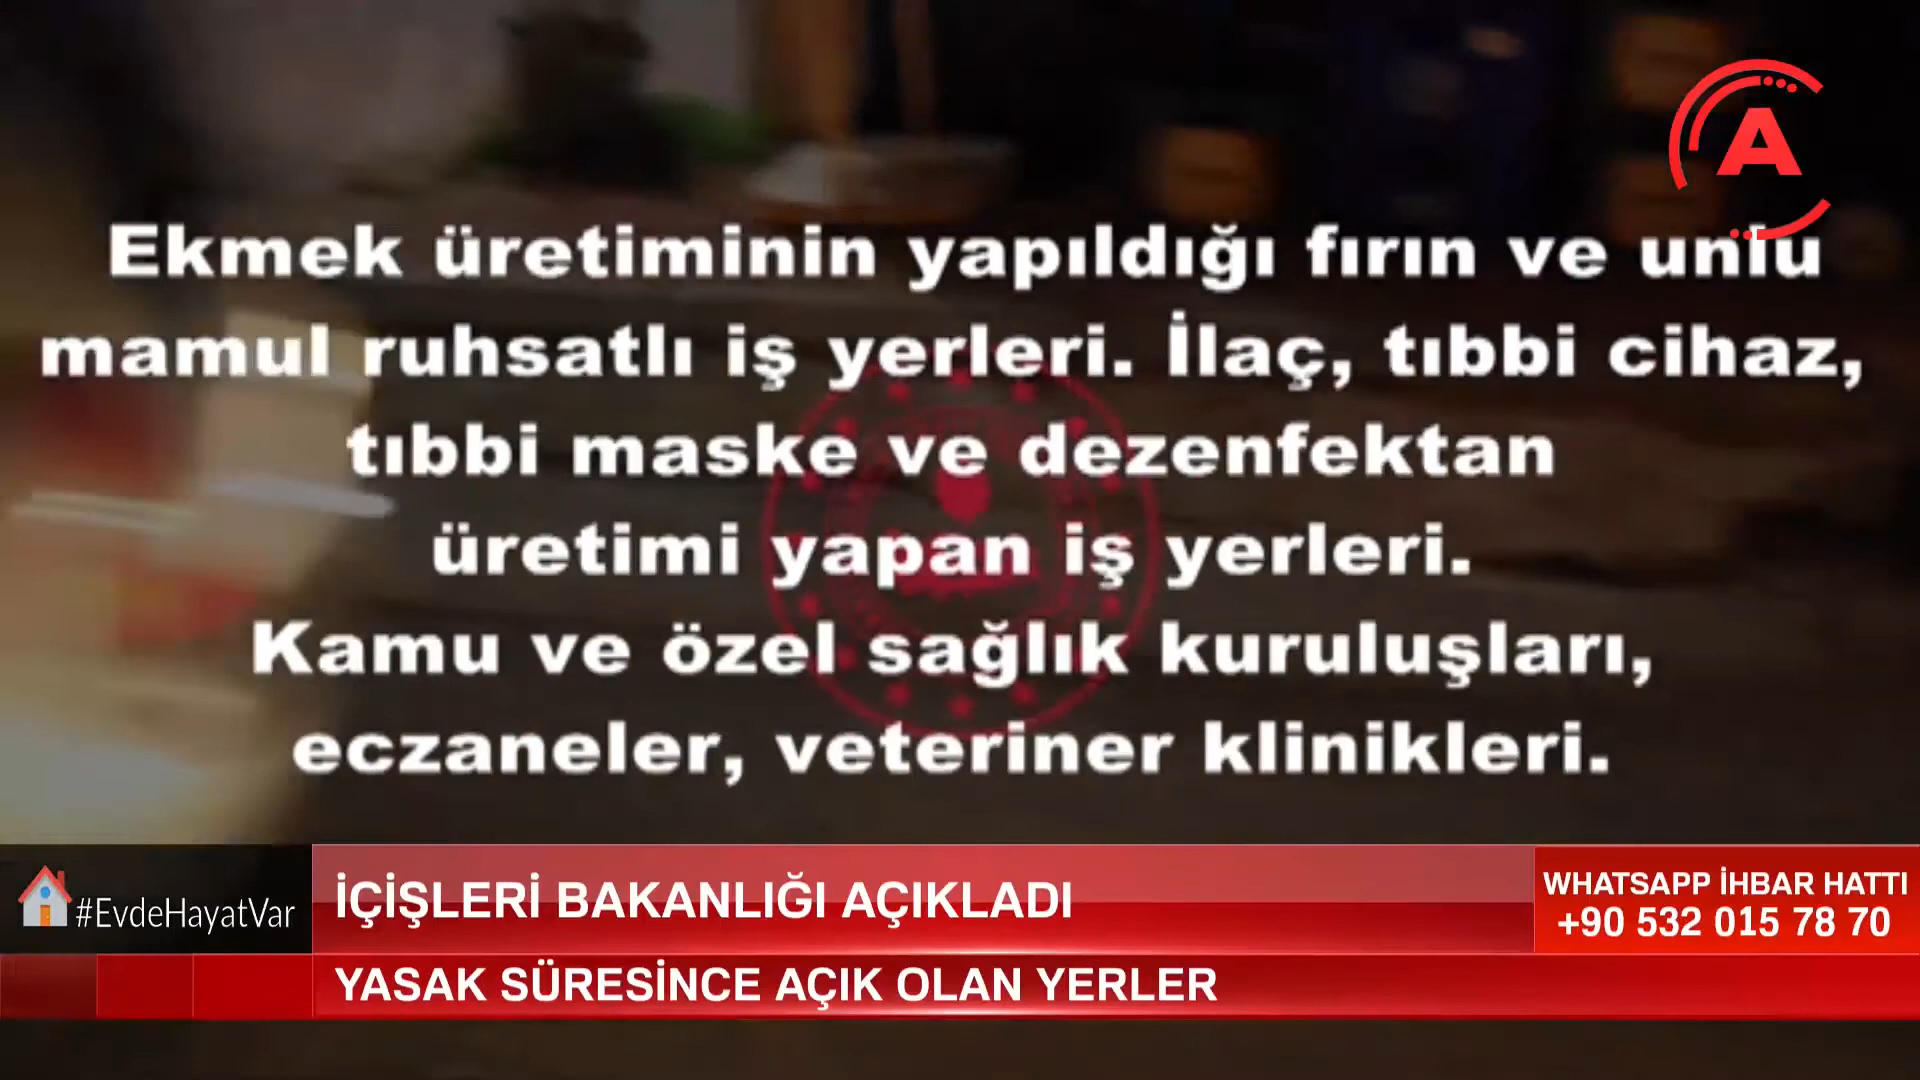 A
Ekmek üretiminin yapıldığı fırın ve unlu
mamul ruhsatlı iş yerleri. İlaç, tıbbi cihaz,
tıbbi maske ve dezenfektan
üretimi yapan iş yerleri.
Kamu ve özel sağlık kuruluşları,
eczaneler, veteriner klinikleri.
#EvdeHayatVar
İÇİŞLERİ BAKANLIĞI AÇIKLADI
WHATSAPP İHBAR HATTI
+90 532 015 78 70
YASAK SÜRESİNCE AÇIK OLAN YERLER